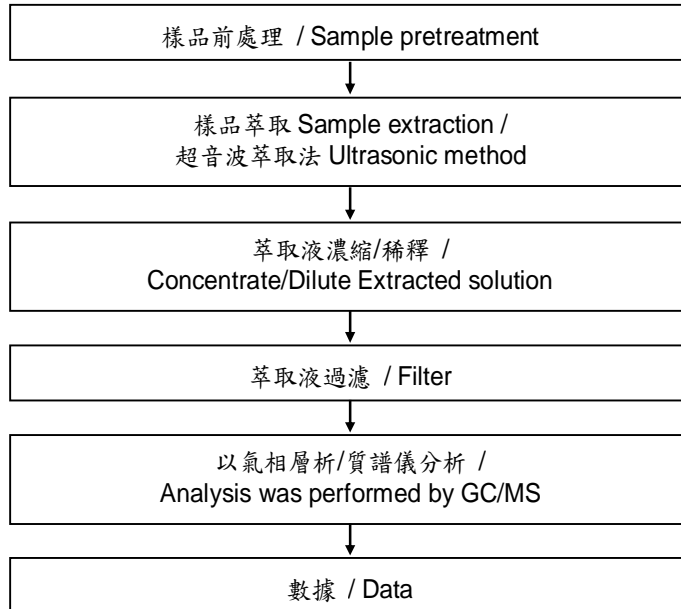 樣品前處理 / Sample pretreatment
樣品萃取 Sample extraction /
超音波萃取法 Ultrasonic method
萃取液濃縮/稀釋 /
Concentrate/Dilute Extracted solution
萃取液過濾 / Filter
以氣相層析/質譜儀分析 /
Analysis was performed by GC/MS
數據 / Data